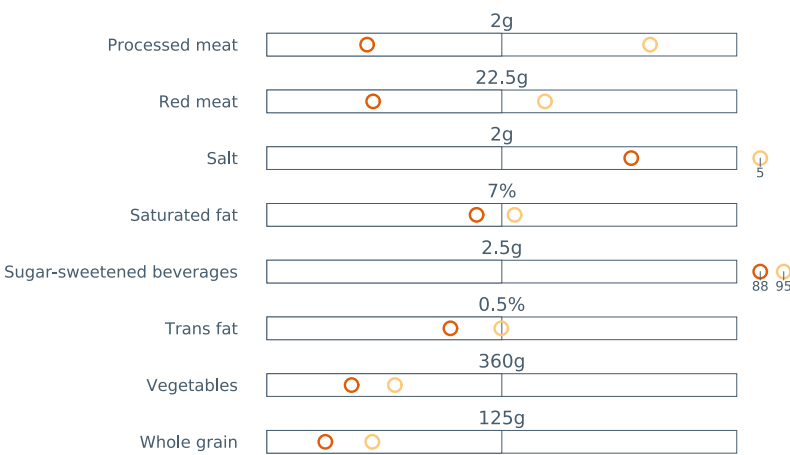 2g
Processed meat
22.5g
Red meat
2g
Salt
5
7%
Saturated fat
2.5g
Sugar-sweetened beverages
88 95
0.5%
Trans fat
360g
Vegetables
125g
Whole grain